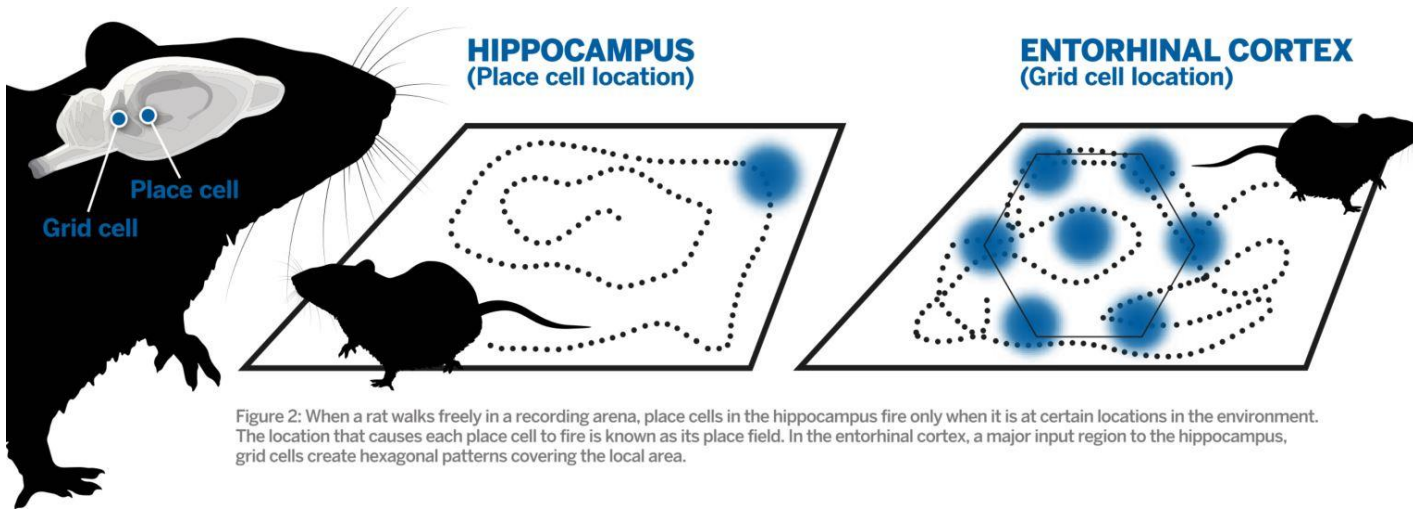 HIPPOCAMPUS
(Place cell location)
ENTORHINAL CORTEX
(Grid cell location)
Place cell
Grid cell
Figure 2: When a rat walks freely in a recording arena, place cells in the hippocampus fire only when it is at certain locations in the environment.
The location that causes each place cell to fire is known as its place field. In the entorhinal cortex, a major input region to the hippocampus,
grid cells create hexagonal patterns covering the local area.